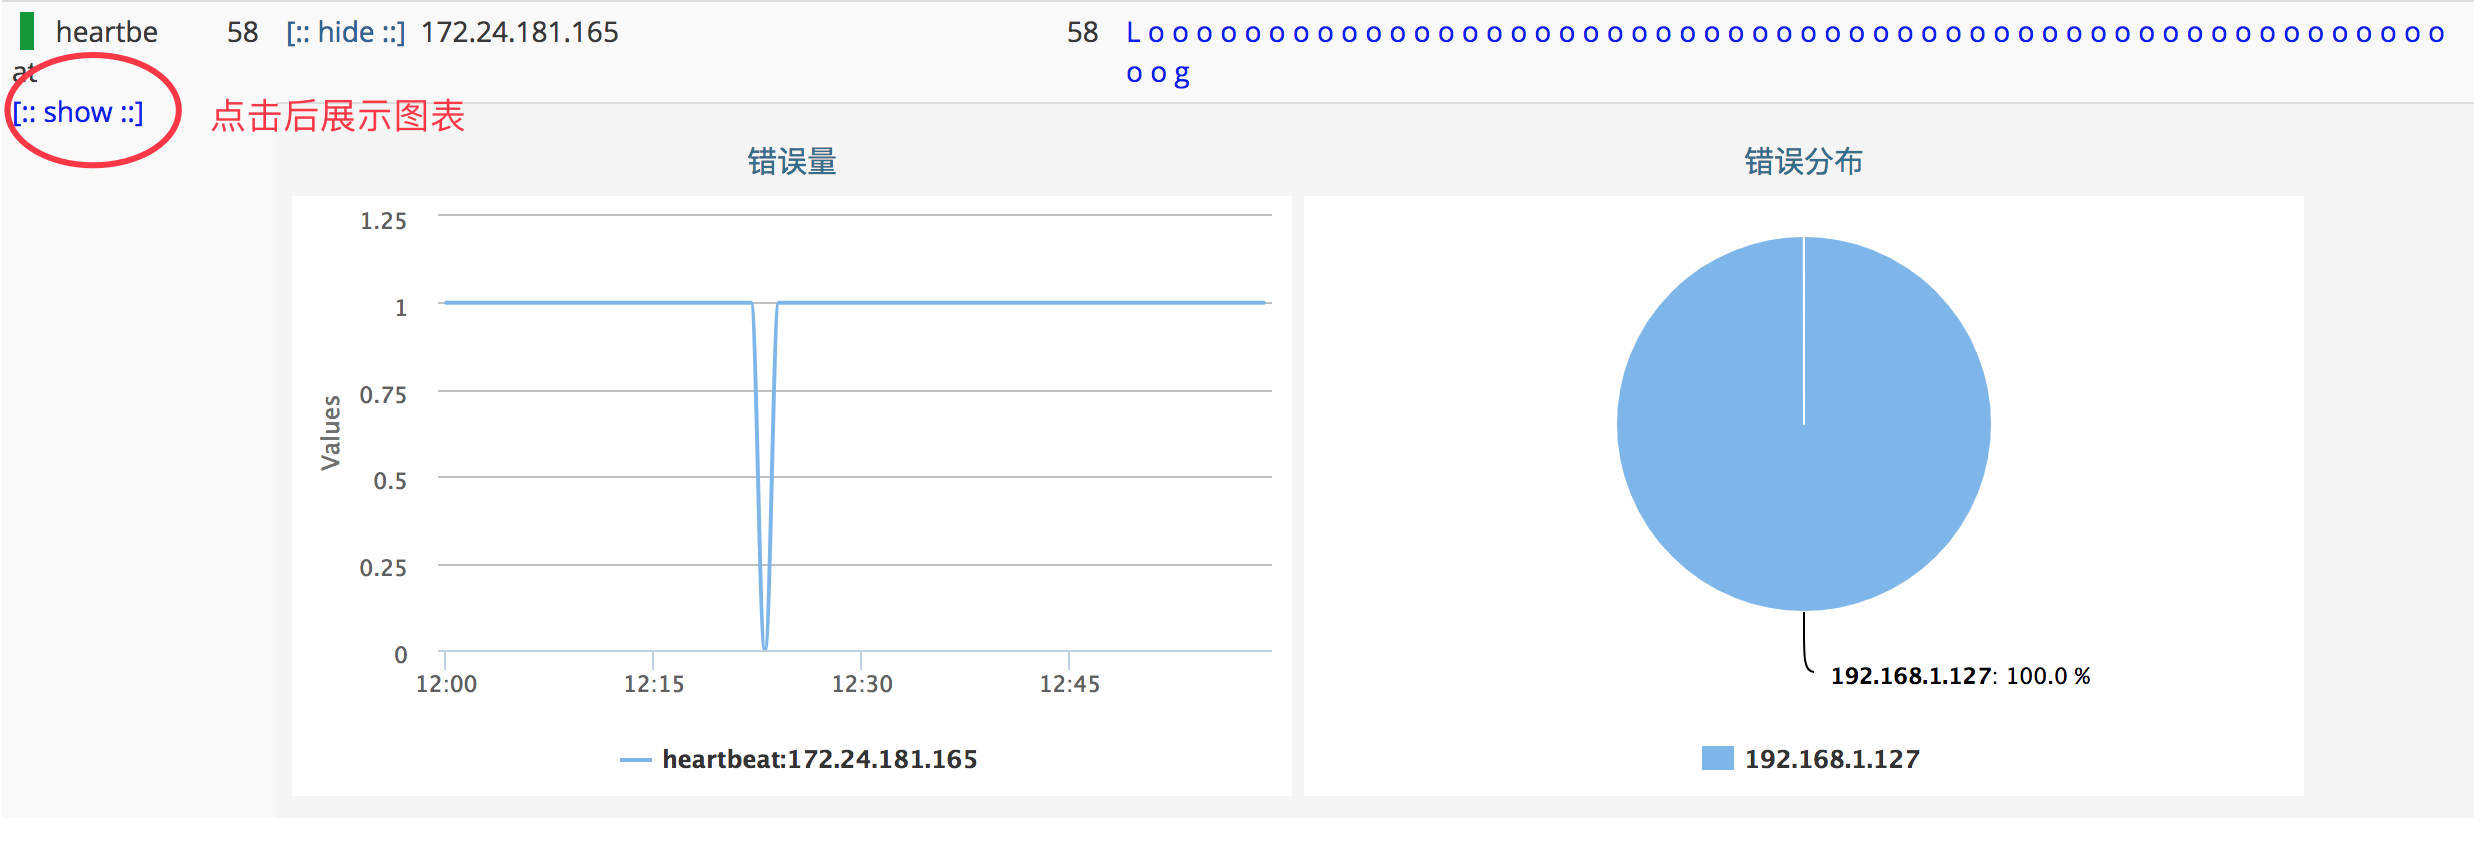 heartbe 58 [:: hide ::] 172.24.181.165 58 L o o o o o o o o o o o o o o o o o o o o o o o o o o o o o o o o o o o o o o o o o o o o o o o o o o o o o o
at o o g
[:: show ::] 点击后展示图表
错误量
1.25
1
0.75
0.5
0.25
0
Values
12:00 12:15 12:30 12:45
heartbeat:172.24.181.165
错误分布
192.168.1.127: 100.0 %
192.168.1.127